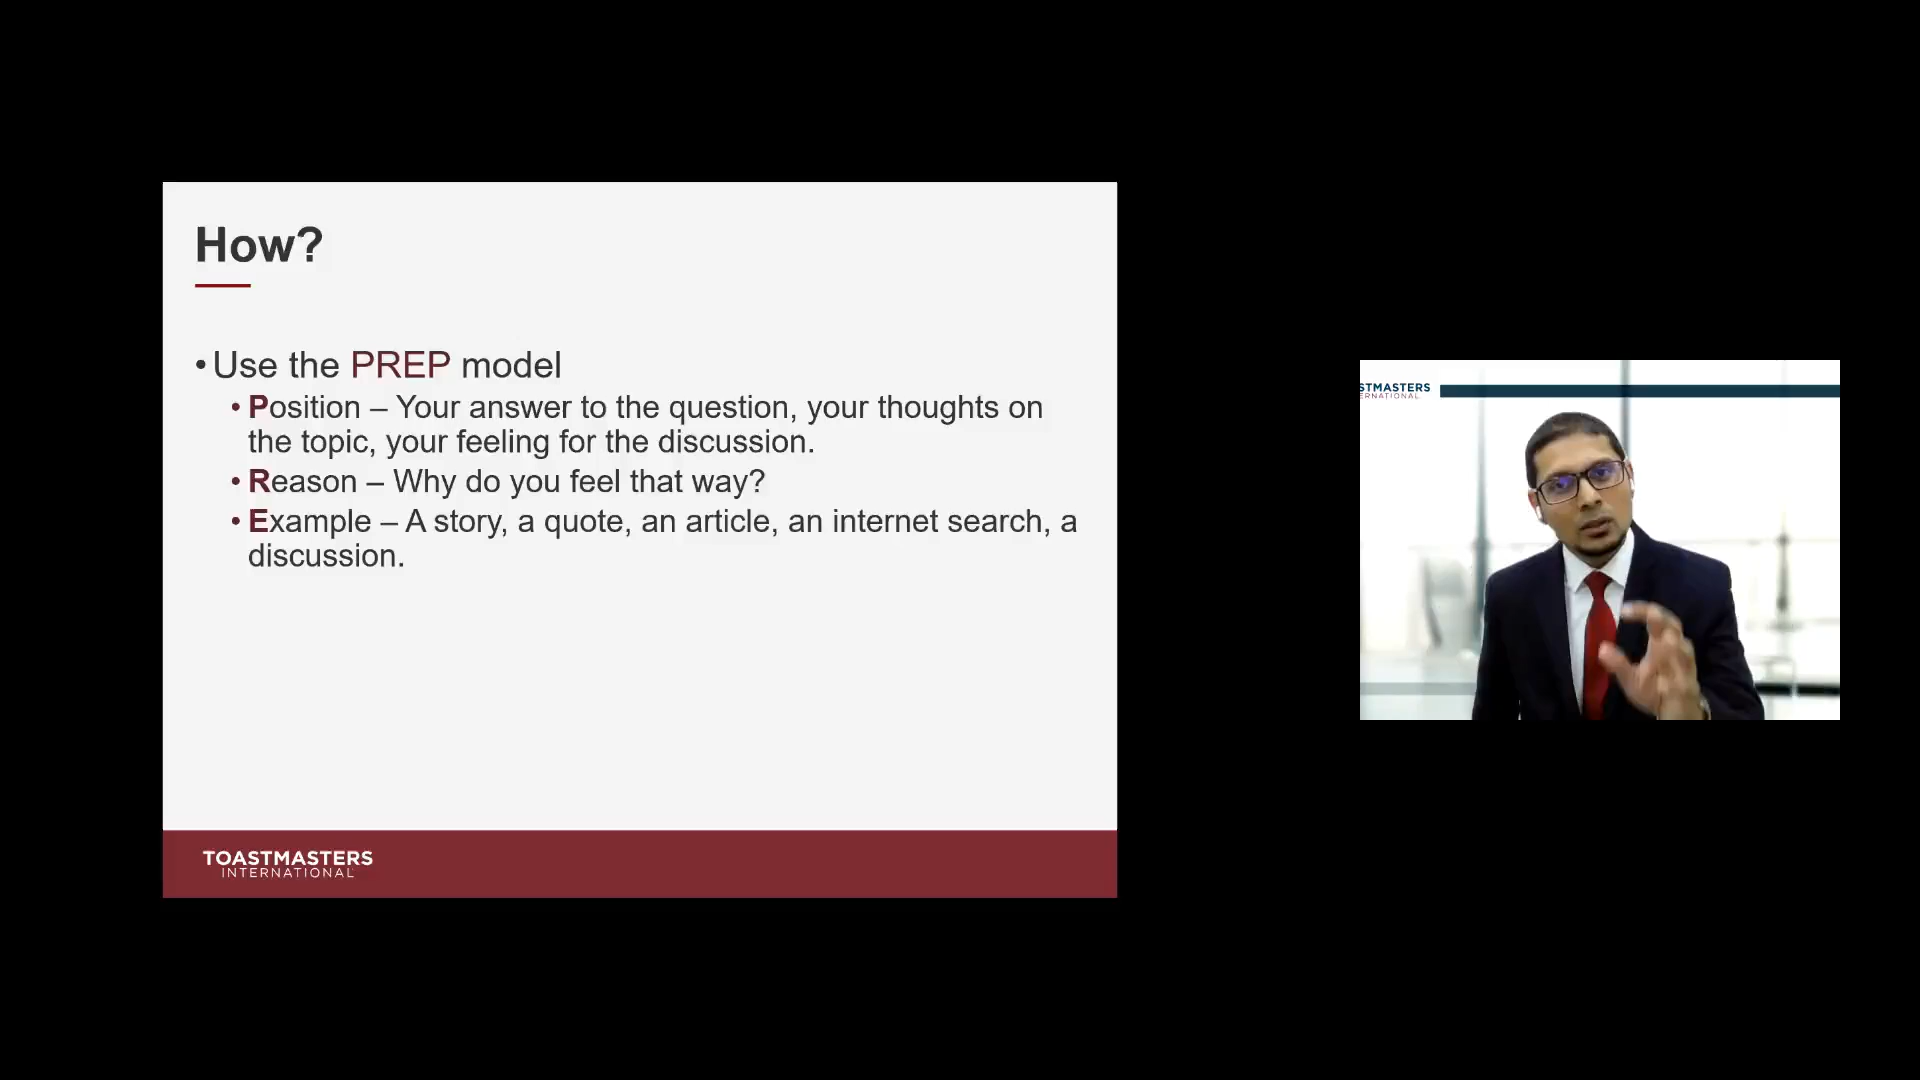 How?
• Use the PREP model
• Position – Your answer to the question, your thoughts on
the topic, your feeling for the discussion.
• Reason – Why do you feel that way?
• Example – A story, a quote, an article, an internet search, a
discussion.
TOASTMASTERS
INTERNATIONAL
STMASTERS
ERNATIONAL